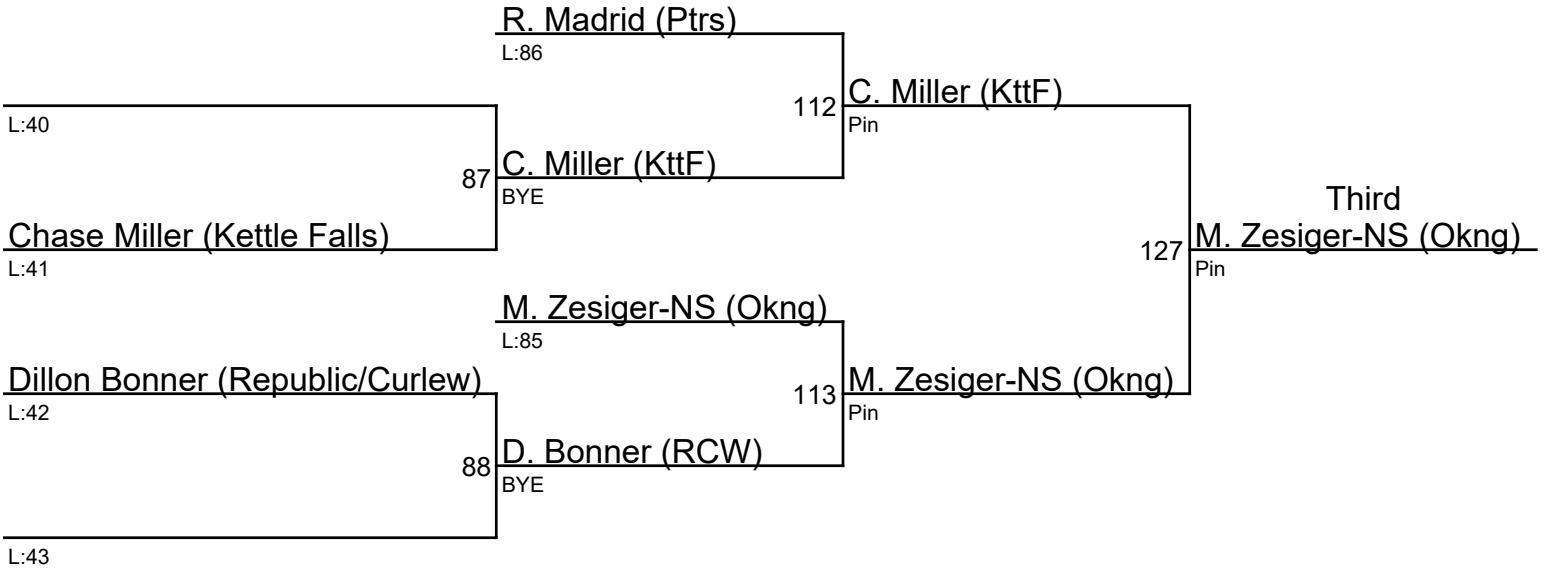 R. Madrid (Ptrs)
L:86
L:40
112
C. Miller (KttF)
Pin
87
C. Miller (KttF)
BYE
Chase Miller (Kettle Falls)
L:41
Third
127
M. Zesiger-NS (Okng)
Pin
M. Zesiger-NS (Okng)
L:85
Dillon Bonner (Republic/Curlew)
L:42
113
M. Zesiger-NS (Okng)
Pin
88
D. Bonner (RCW)
BYE
L:43